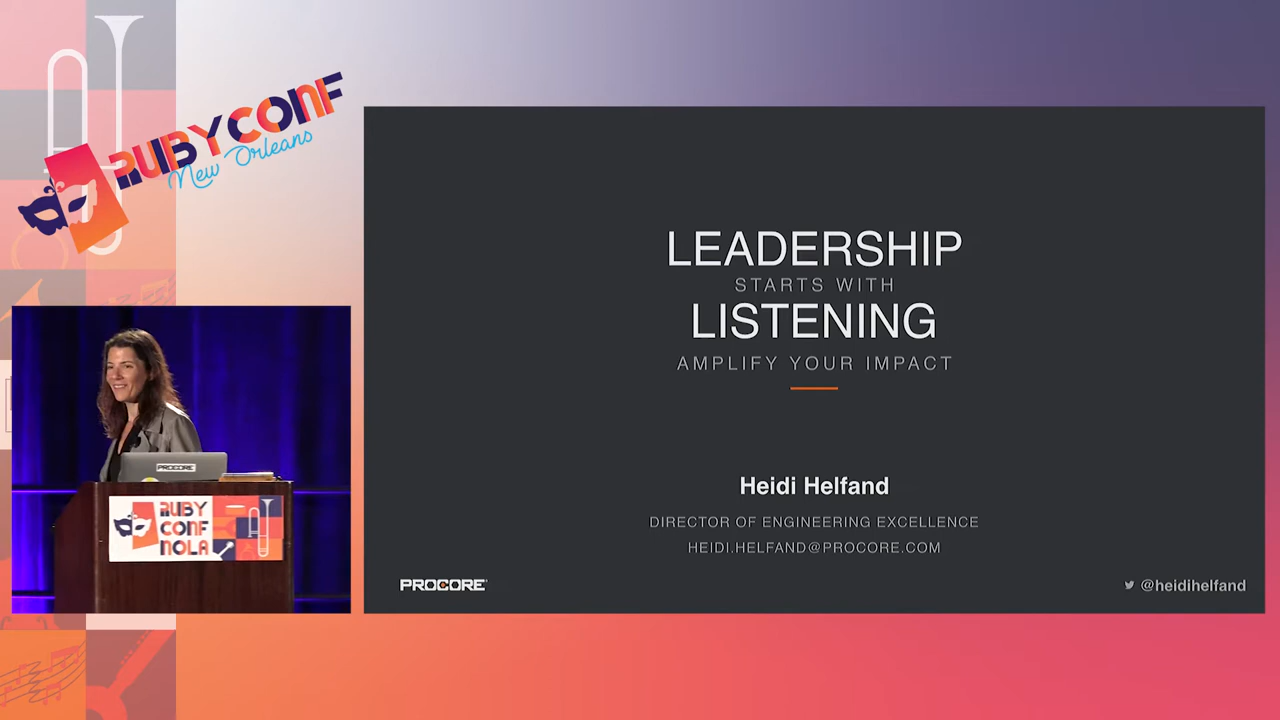 RUBYCONF
New Orleans
LEADERSHIP
STARTS WITH
LISTENING
AMPLIFY YOUR IMPACT
Heidi Helfand
DIRECTOR OF ENGINEERING EXCELLENCE
HEIDI.HELFAND@PROCORE.COM
PROCORE
@heidihelfand
PROCORE
RUBY
CONF
NOLA